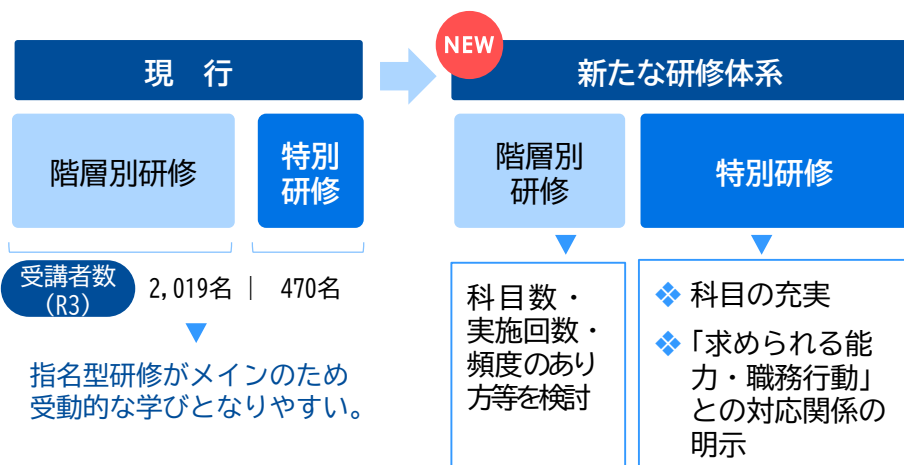 現 行
NEW
新たな研修体系
階層別研修
特別
研修
階層別
研修
特別研修
受講者数
(R3)
2,019名 | 470名
指名型研修がメインのため
受動的な学びとなりやすい。
科目数・
実施回数・
頻度のあり
方等を検討
❖ 科目の充実
❖ 「求められる能
力・職務行動」
との対応関係の
明示